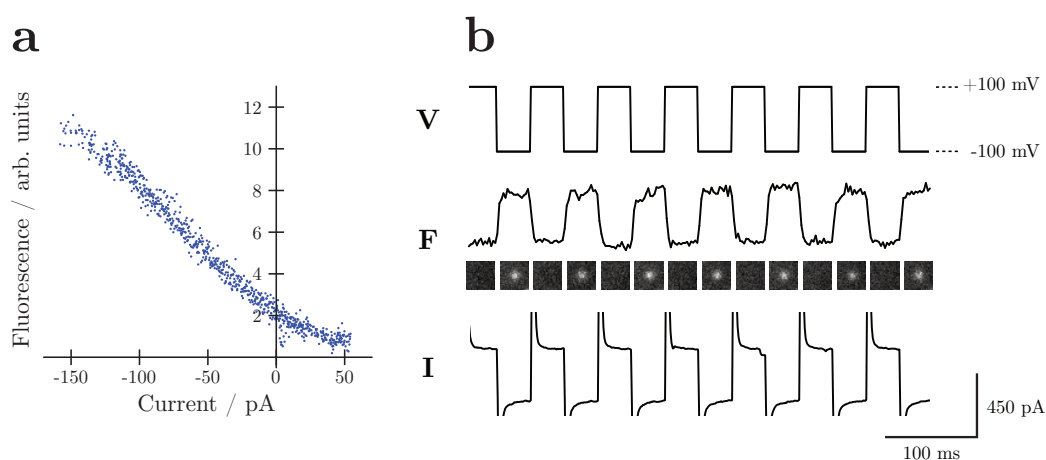 a
Fluorescence / arb. units
12
10
8
6
4
2
-150 -100 -50 0 50
Current / pA
b
V
+100 mV
-100 mV
F
I
450 pA
100 ms